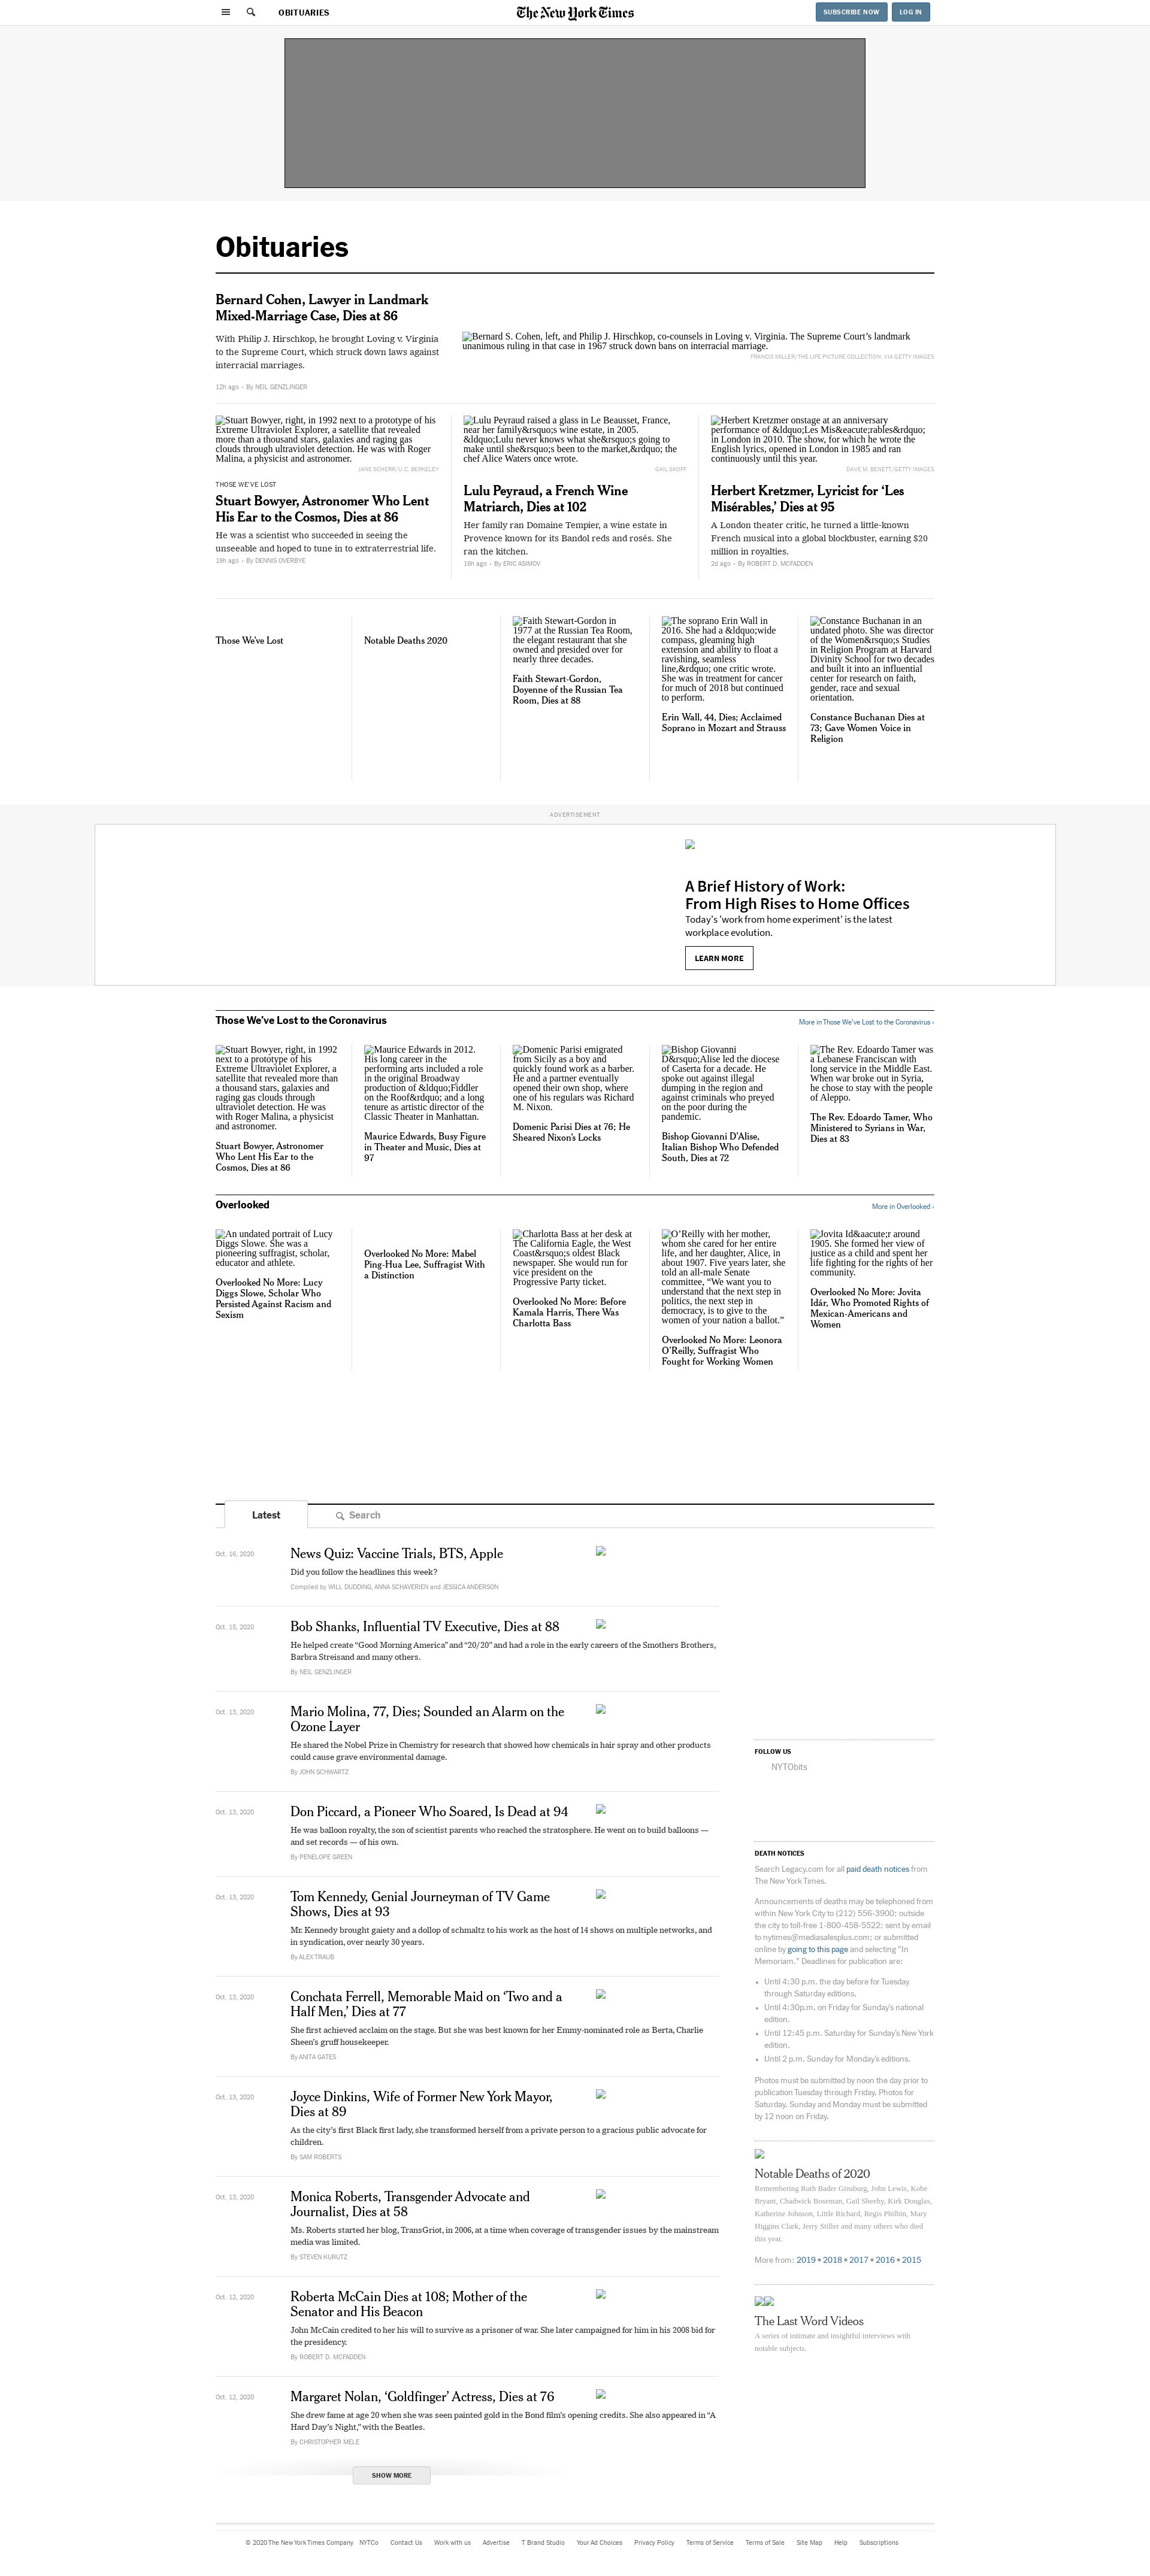 OBITUARIES
The New York Times
SUBSCRIBE NOW
LOG IN
Obituaries
Bernard Cohen, Lawyer in Landmark
Mixed-Marriage Case, Dies at 86
With Philip J. Hirschkop, he brought Loving v. Virginia
to the Supreme Court, which struck down laws against
interracial marriages.
12h ago · By NEIL GENZLINGER
Bernard S. Cohen, left, and Philip J. Hirschkop, co-counsels in Loving v. Virginia. The Supreme Court’s landmark
unanimous ruling in that case in 1967 struck down bans on interracial marriage.
FRANCIS MILLER/THE LIFE PICTURE COLLECTION, VIA GETTY IMAGES
Stuart Bowyer, right, in 1992 next to a prototype of his
Extreme Ultraviolet Explorer, a satellite that revealed
more than a thousand stars, galaxies and raging gas
clouds through ultraviolet detection. He was with Roger
Malina, a physicist and astronomer.
JANE SCHERR/U.C. BERKELEY
THOSE WE’VE LOST
Stuart Bowyer, Astronomer Who Lent
His Ear to the Cosmos, Dies at 86
He was a scientist who succeeded in seeing the
unseeable and hoped to tune in to extraterrestrial life.
19h ago · By DENNIS OVERBYE
Lulu Peyraud raised a glass in Le Beausset, France,
near her family&rsquo;s wine estate, in 2005.
&ldquo;Lulu never knows what she&rsquo;s going to
make until she&rsquo;s been to the market,&rdquo; the
chef Alice Waters once wrote.
GAIL SKOFF
Lulu Peyraud, a French Wine
Matriarch, Dies at 102
Her family ran Domaine Tempier, a wine estate in
Provence known for its Bandol reds and rosés. She
ran the kitchen.
16h ago · By ERIC ASIMOV
Herbert Kretzmer onstage at an anniversary
performance of &ldquo;Les Mis&eacute;rables&rdquo;
in London in 2010. The show, for which he wrote the
English lyrics, opened in London in 1985 and ran
continuously until this year.
DAVE M. BENETT/GETTY IMAGES
Herbert Kretzmer, Lyricist for ‘Les
Misérables,’ Dies at 95
A London theater critic, he turned a little-known
French musical into a global blockbuster, earning $20
million in royalties.
2d ago · By ROBERT D. MCFADDEN
Those We’ve Lost
Notable Deaths 2020
Faith Stewart-Gordon in
1977 at the Russian Tea Room,
the elegant restaurant that she
owned and presided over for
nearly three decades.
Faith Stewart-Gordon,
Doyenne of the Russian Tea
Room, Dies at 88
The soprano Erin Wall in
2016. She had a &ldquo;wide
compass, gleaming high
extension and ability to float a
ravishing, seamless
line,&rdquo; one critic wrote.
She was in treatment for cancer
for much of 2018 but continued
to perform.
Erin Wall, 44, Dies; Acclaimed
Soprano in Mozart and Strauss
Constance Buchanan in an
undated photo. She was director
of the Women&rsquo;s Studies
in Religion Program at Harvard
Divinity School for two decades
and built it into an influential
center for research on faith,
gender, race and sexual
orientation.
Constance Buchanan Dies at
73; Gave Women Voice in
Religion
ADVERTISEMENT
A Brief History of Work:
From High Rises to Home Offices
Today's 'work from home experiment' is the latest
workplace evolution.
LEARN MORE
Those We’ve Lost to the Coronavirus
More in Those We’ve Lost to the Coronavirus ›
Stuart Bowyer, right, in 1992
next to a prototype of his
Extreme Ultraviolet Explorer, a
satellite that revealed more than
a thousand stars, galaxies and
raging gas clouds through
ultraviolet detection. He was
with Roger Malina, a physicist
and astronomer.
Stuart Bowyer, Astronomer
Who Lent His Ear to the
Cosmos, Dies at 86
Maurice Edwards in 2012.
His long career in the
performing arts included a role
in the original Broadway
production of &ldquo;Fiddler
on the Roof&rdquo; and a long
tenure as artistic director of the
Classic Theater in Manhattan.
Maurice Edwards, Busy Figure
in Theater and Music, Dies at
97
Domenic Parisi emigrated
from Sicily as a boy and
quickly found work as a barber.
He and a partner eventually
opened their own shop, where
one of his regulars was Richard
M. Nixon.
Domenic Parisi Dies at 76; He
Sheared Nixon’s Locks
Bishop Giovanni
D&rsquo;Alise led the diocese
of Caserta for a decade. He
spoke out against illegal
dumping in the region and
against criminals who preyed
on the poor during the
pandemic.
Bishop Giovanni D’Alise,
Italian Bishop Who Defended
South, Dies at 72
The Rev. Edoardo Tamer was
a Lebanese Franciscan with
long service in the Middle East.
When war broke out in Syria,
he chose to stay with the people
of Aleppo.
The Rev. Edoardo Tamer, Who
Ministered to Syrians in War,
Dies at 83
Overlooked
More in Overlooked ›
An undated portrait of Lucy
Diggs Slowe. She was a
pioneering suffragist, scholar,
educator and athlete.
Overlooked No More: Lucy
Diggs Slowe, Scholar Who
Persisted Against Racism and
Sexism
Overlooked No More: Mabel
Ping-Hua Lee, Suffragist With
a Distinction
Charlotta Bass at her desk at
The California Eagle, the West
Coast&rsquo;s oldest Black
newspaper. She would run for
vice president on the
Progressive Party ticket.
Overlooked No More: Before
Kamala Harris, There Was
Charlotta Bass
O’Reilly with her mother,
whom she cared for her entire
life, and her daughter, Alice, in
about 1907. Five years later, she
told an all-male Senate
committee, “We want you to
understand that the next step in
politics, the next step in
democracy, is to give to the
women of your nation a ballot.”
Overlooked No More: Leonora
O’Reilly, Suffragist Who
Fought for Working Women
Jovita Id&aacute;r around
1905. She formed her view of
justice as a child and spent her
life fighting for the rights of her
community.
Overlooked No More: Jovita
Idár, Who Promoted Rights of
Mexican-Americans and
Women
Latest
Search
Oct. 16, 2020
News Quiz: Vaccine Trials, BTS, Apple
Did you follow the headlines this week?
Compiled by WILL DUDDING, ANNA SCHAVERIEN and JESSICA ANDERSON
Oct. 15, 2020
Bob Shanks, Influential TV Executive, Dies at 88
He helped create “Good Morning America” and “20/20” and had a role in the early careers of the Smothers Brothers,
Barbra Streisand and many others.
By NEIL GENZLINGER
Oct. 13, 2020
Mario Molina, 77, Dies; Sounded an Alarm on the
Ozone Layer
He shared the Nobel Prize in Chemistry for research that showed how chemicals in hair spray and other products
could cause grave environmental damage.
By JOHN SCHWARTZ
Oct. 13, 2020
Don Piccard, a Pioneer Who Soared, Is Dead at 94
He was balloon royalty, the son of scientist parents who reached the stratosphere. He went on to build balloons —
and set records — of his own.
By PENELOPE GREEN
Oct. 13, 2020
Tom Kennedy, Genial Journeyman of TV Game
Shows, Dies at 93
Mr. Kennedy brought gaiety and a dollop of schmaltz to his work as the host of 14 shows on multiple networks, and
in syndication, over nearly 30 years.
By ALEX TRAUB
Oct. 13, 2020
Conchata Ferrell, Memorable Maid on ‘Two and a
Half Men,’ Dies at 77
She first achieved acclaim on the stage. But she was best known for her Emmy-nominated role as Berta, Charlie
Sheen’s gruff housekeeper.
By ANITA GATES
Oct. 13, 2020
Joyce Dinkins, Wife of Former New York Mayor,
Dies at 89
As the city’s first Black first lady, she transformed herself from a private person to a gracious public advocate for
children.
By SAM ROBERTS
Oct. 13, 2020
Monica Roberts, Transgender Advocate and
Journalist, Dies at 58
Ms. Roberts started her blog, TransGriot, in 2006, at a time when coverage of transgender issues by the mainstream
media was limited.
By STEVEN KURUTZ
Oct. 12, 2020
Roberta McCain Dies at 108; Mother of the
Senator and His Beacon
John McCain credited to her his will to survive as a prisoner of war. She later campaigned for him in his 2008 bid for
the presidency.
By ROBERT D. MCFADDEN
Oct. 12, 2020
Margaret Nolan, ‘Goldfinger’ Actress, Dies at 76
She drew fame at age 20 when she was seen painted gold in the Bond film’s opening credits. She also appeared in “A
Hard Day’s Night,” with the Beatles.
By CHRISTOPHER MELE
SHOW MORE
FOLLOW US
NYTObits
DEATH NOTICES
Search Legacy.com for all paid death notices from
The New York Times.
Announcements of deaths may be telephoned from
within New York City to (212) 556-3900; outside
the city to toll-free 1-800-458-5522; sent by email
to nytimes@mediasalesplus.com; or submitted
online by going to this page and selecting "In
Memoriam." Deadlines for publication are:
• Until 4:30 p.m. the day before for Tuesday
through Saturday editions.
• Until 4:30p.m. on Friday for Sunday’s national
edition.
• Until 12:45 p.m. Saturday for Sunday’s New York
edition.
• Until 2 p.m. Sunday for Monday’s editions.
Photos must be submitted by noon the day prior to
publication Tuesday through Friday. Photos for
Saturday, Sunday and Monday must be submitted
by 12 noon on Friday.
Notable Deaths of 2020
Remembering Ruth Bader Ginsburg, John Lewis, Kobe
Bryant, Chadwick Boseman, Gail Sheehy, Kirk Douglas,
Katherine Johnson, Little Richard, Regis Philbin, Mary
Higgins Clark, Jerry Stiller and many others who died
this year.
More from: 2019 • 2018 • 2017 • 2016 • 2015
The Last Word Videos
A series of intimate and insightful interviews with
notable subjects.
© 2020 The New York Times Company NYTCo Contact Us Work with us Advertise T Brand Studio Your Ad Choices Privacy Policy Terms of Service Terms of Sale Site Map Help Subscriptions